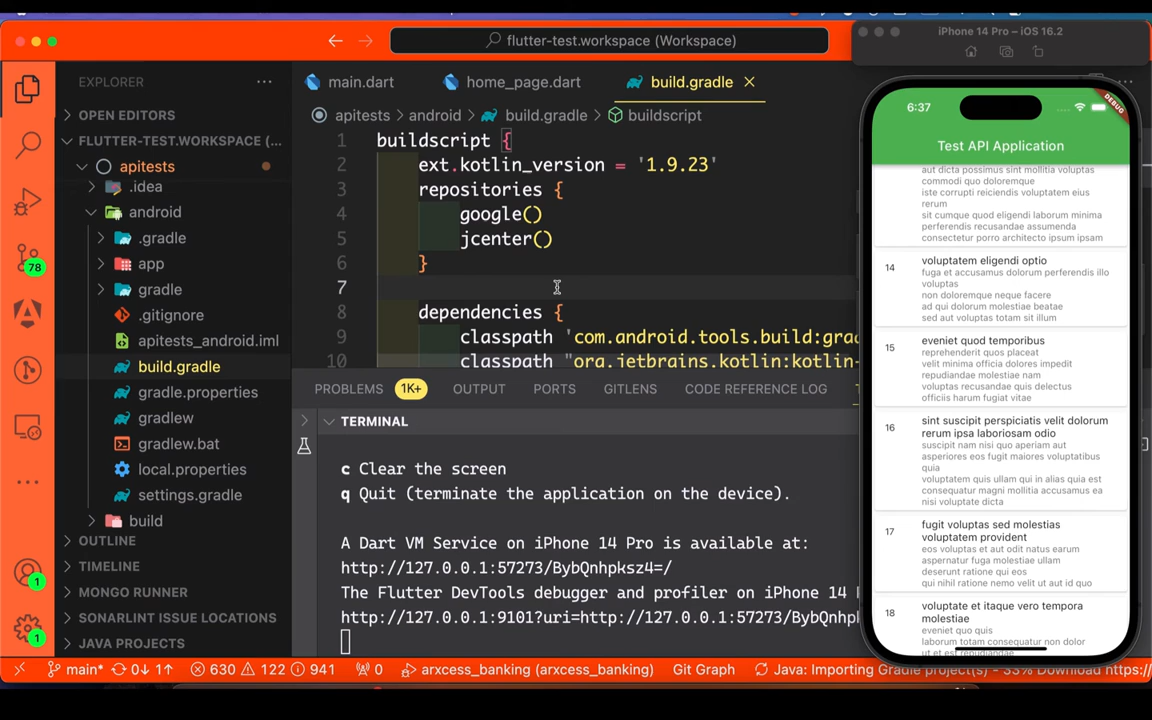 flutter-test.workspace (Workspace)
iPhone 14 Pro – iOS 16.2
EXPLORER
OPEN EDITORS
FLUTTER-TEST.WORKSPACE (...
apitests
.idea
android
.gradle
app
gradle
.gitignore
apitests_android.iml
build.gradle
gradle.properties
gradlew
gradlew.bat
local.properties
settings.gradle
build
OUTLINE
TIMELINE
MONGO RUNNER
SONARLINT ISSUE LOCATIONS
JAVA PROJECTS
78
1
1
main.dart
home_page.dart
build.gradle
apitests > android > build.gradle > buildscript
1 buildscript {
2 ext.kotlin_version = '1.9.23'
3 repositories {
4 google()
5 jcenter()
6 }
7
8 dependencies {
9 classpath 'com.android.tools.build:grad
10 classpath "org.jetbrains.kotlin:kotlin-
PROBLEMS 1K+ OUTPUT PORTS GITLENS CODE REFERENCE LOG
TERMINAL
c Clear the screen
q Quit (terminate the application on the device).
A Dart VM Service on iPhone 14 Pro is available at:
http://127.0.0.1:57273/BybQnhpksz4=/
The Flutter DevTools debugger and profiler on iPhone 14
http://127.0.0.1:9101?uri=http://127.0.0.1:57273/BybQnhp
6:37
DEBUG
Test API Application
aut dicta possimus sint mollitia voluptas
commodi quo doloremque
iste corrupti reiciendis voluptatem eius
rerum
sit cumque quod eligendi laborum minima
perferendis recusandae assumenda
consectetur porro architecto ipsum ipsam
14 voluptatem eligendi optio
fuga et accusamus dolorum perferendis illo
voluptas
non doloremque neque facere
ad qui dolorum molestiae beatae
sed aut voluptas totam sit illum
15 eveniet quod temporibus
reprehenderit quos placeat
velit minima officia dolores impedit
repudiandae molestiae nam
voluptas recusandae quis delectus
officiis harum fugiat vitae
16 sint suscipit perspiciatis velit dolorum
rerum ipsa laboriosam odio
suscipit nam nisi quo aperiam aut
asperiores eos fugit maiores voluptatibus
quia
voluptatem quis ullam qui in alias quia est
consequatur magni mollitia accusamus ea
nisi voluptate dicta
17 fugit voluptas sed molestias
voluptatem provident
eos voluptas et aut odit natus earum
aspernatur fuga molestiae ullam
deserunt ratione qui eos
qui nihil ratione nemo velit ut aut id quo
18 voluptate et itaque vero tempora
molestiae
eveniet quo quis
laborum totam consequatur non dolor
ut et est repudiandae
main* 0↓ 1↑ 630 122 941 0 arxcess_banking (arxcess_banking) Git Graph Java: Importing Gradle project(s) - 33% Download https:/